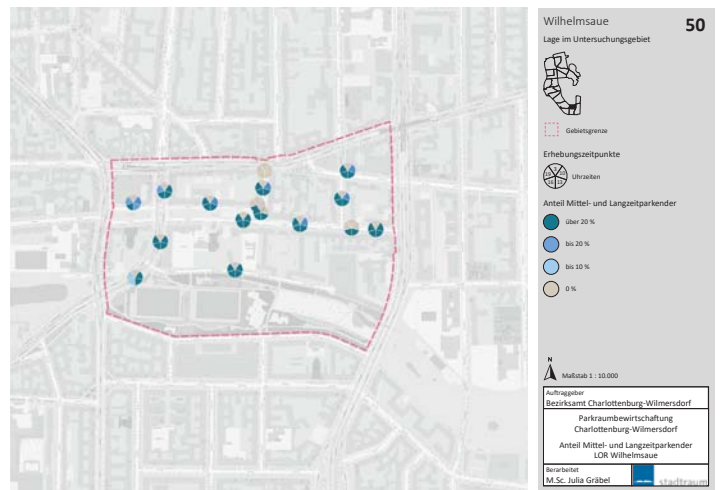 Wilhelmsaue
50
Lage im Untersuchungsgebiet
Gebietsgrenze
Erhebungszeitpunkte
Uhrzeiten
Anteil Mittel- und Langzeitparkender
über 20 %
bis 20 %
bis 10 %
0 %
N
Maßstab 1 : 10.000
Auftraggeber
Bezirksamt Charlottenburg-Wilmersdorf
Parkraumbewirtschaftung
Charlottenburg-Wilmersdorf
Anteil Mittel- und Langzeitparkender
LOR Wilhelmsaue
Berarbeitet
M.Sc. Julia Gräbel
stadtraum